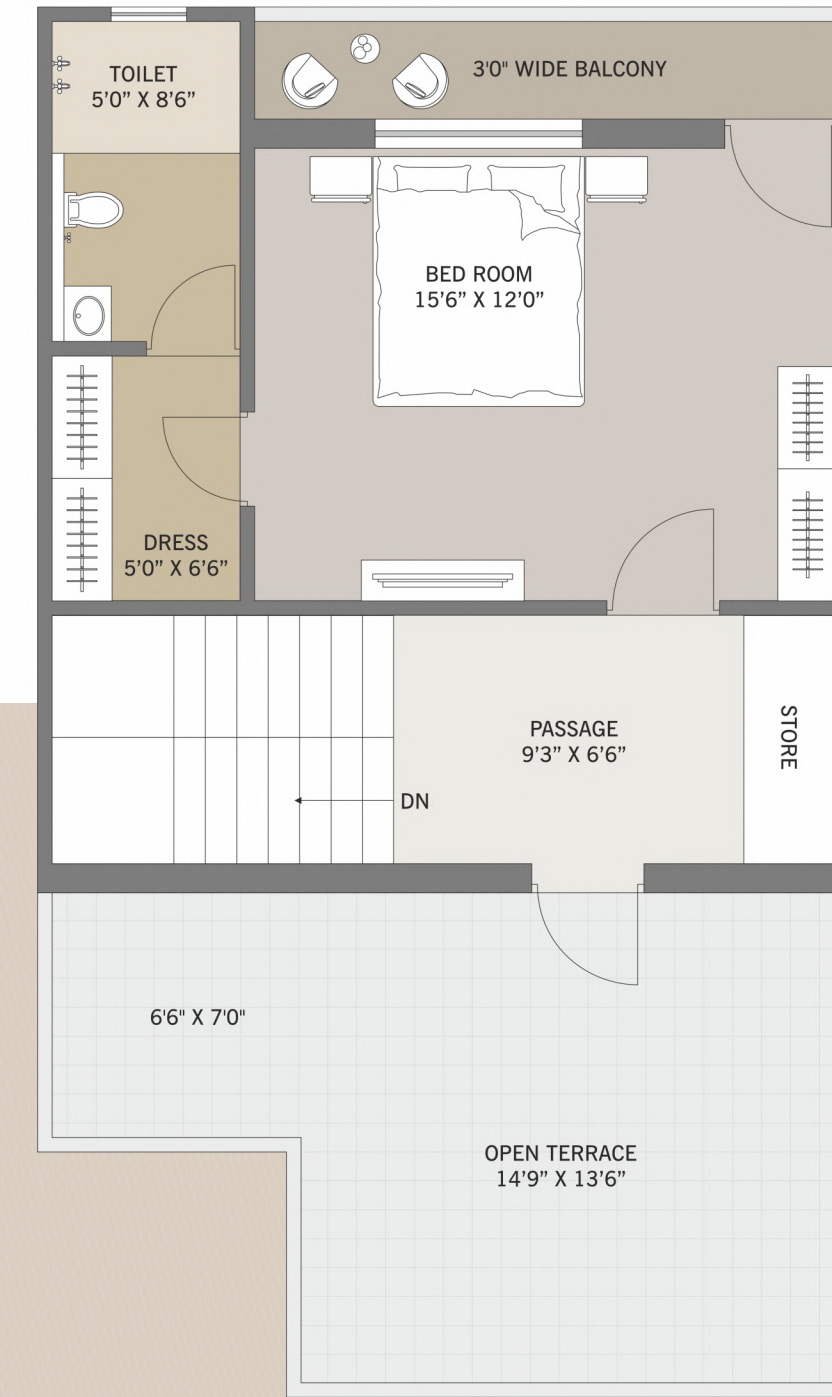 TOILET
5’0” X 8’6”
3'0" WIDE BALCONY
BED ROOM
15’6” X 12’0”
DRESS
5’0” X 6’6”
PASSAGE
9’3” X 6’6”
STORE
DN
6'6" X 7'0"
OPEN TERRACE
14’9” X 13’6”